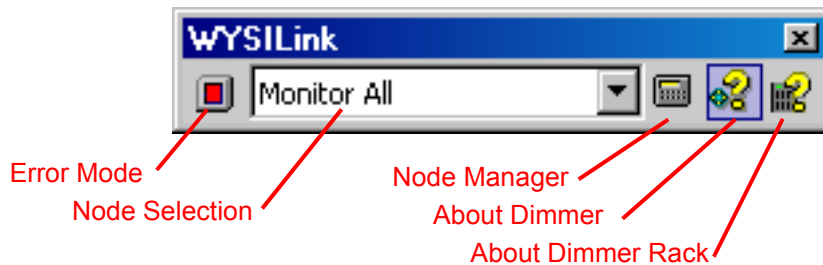 WYSILink
Monitor All
Error Mode
Node Manager
Node Selection
About Dimmer
About Dimmer Rack